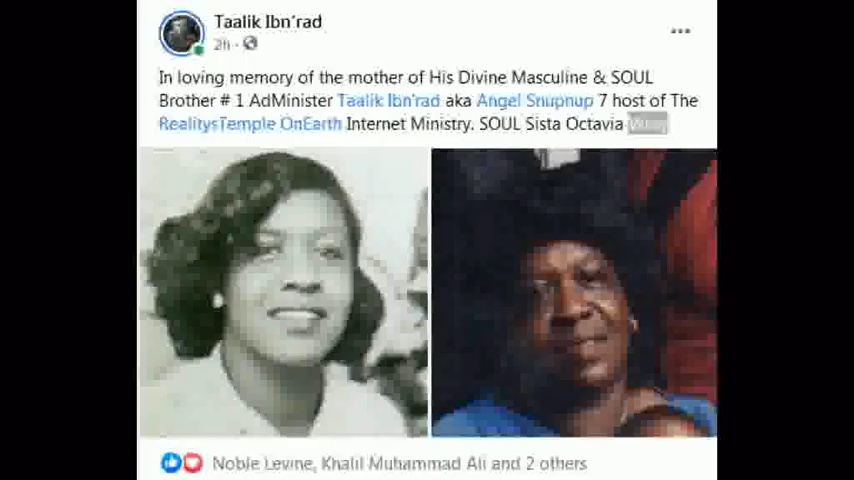 Taalik Ibn'rad
2h ·
In loving memory of the mother of His Divine Masculine & SOUL
Brother # 1 AdMinister Taalik Ibn'rad aka Angel Snupnup 7 host of The
RealitysTemple OnEarth Internet Ministry. SOUL Sista Octavia
Noble Levine, Khalil Muhammad Ali and 2 others